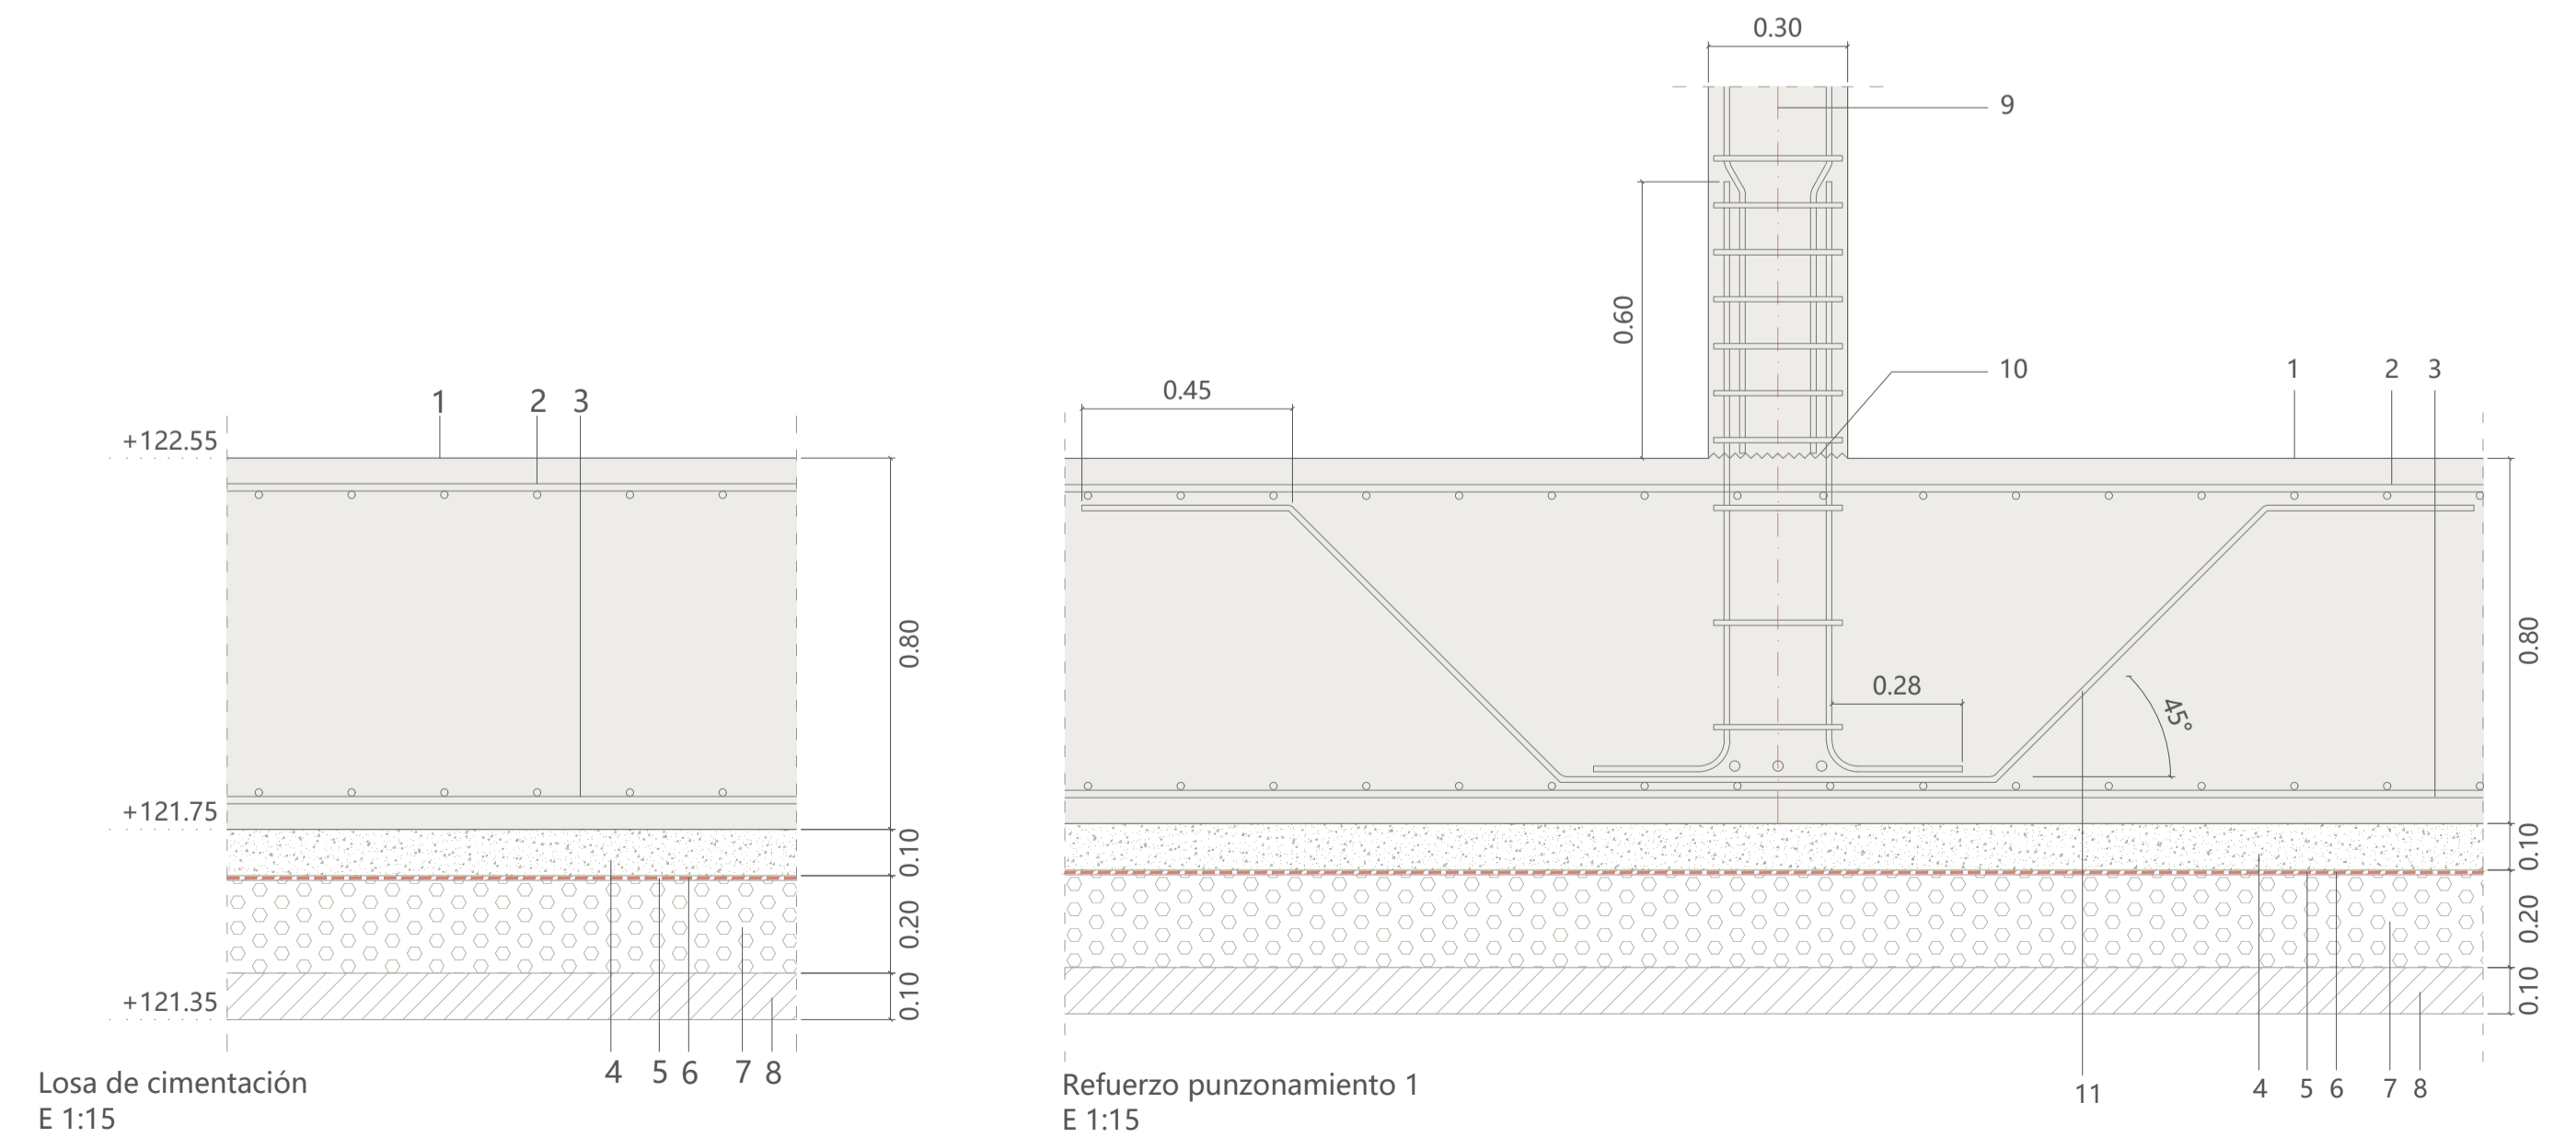 1 2 3
+122.55
0.80
+121.75
0.10
0.20
+121.35
0.10
4 5 6 7 8
Losa de cimentación
E 1:15
0.30
9
0.60
10
0.45
1 2 3
0.28
45°
0.80
0.10
0.20
0.10
11 4 5 6 7 8
Refuerzo punzonamiento 1
E 1:15